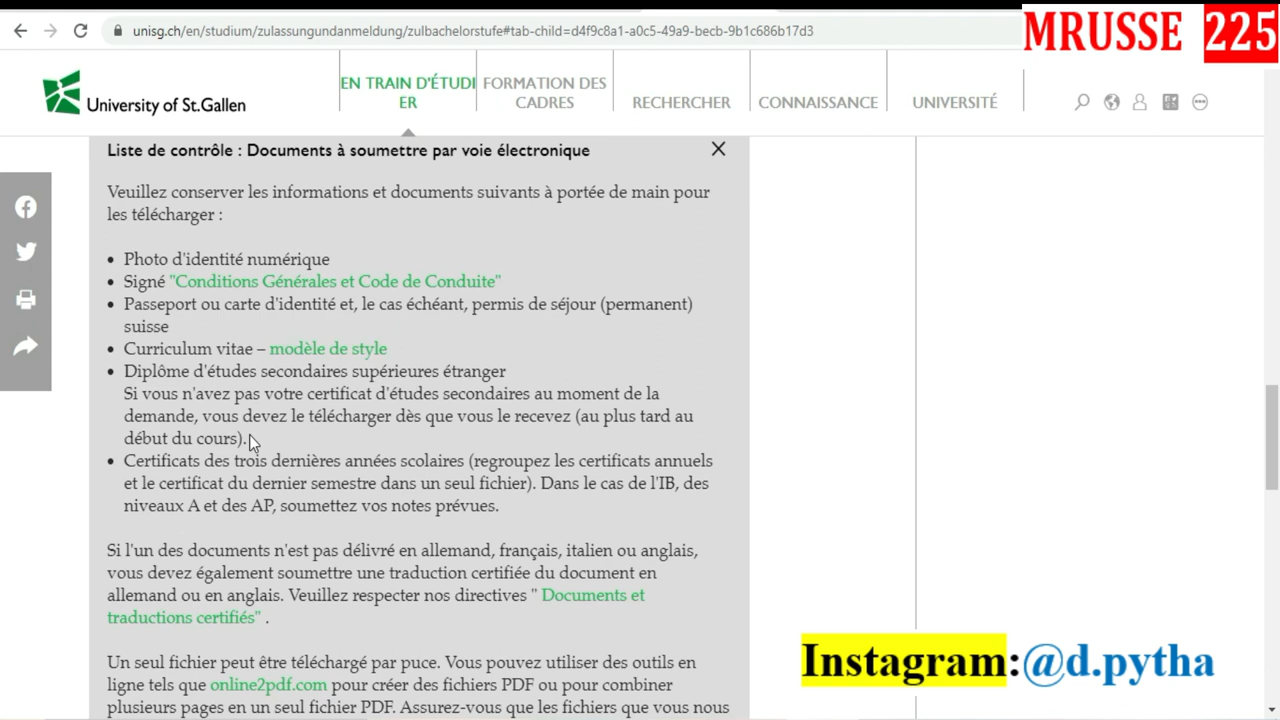 unisg.ch/en/studium/zulassungundanmeldung/zulbachelorstufe#tab-child=d4f9c8a1-a0c5-49a9-becb-9b1c686b17d3
MRUSSE 225
University of St.Gallen
EN TRAIN D'ÉTUDI
ER
FORMATION DES
CADRES
RECHERCHER
CONNAISSANCE
UNIVERSITÉ
Liste de contrôle : Documents à soumettre par voie électronique
Veuillez conserver les informations et documents suivants à portée de main pour
les télécharger :
• Photo d'identité numérique
• Signé "Conditions Générales et Code de Conduite"
• Passeport ou carte d'identité et, le cas échéant, permis de séjour (permanent)
suisse
• Curriculum vitae – modèle de style
• Diplôme d'études secondaires supérieures étranger
Si vous n'avez pas votre certificat d'études secondaires au moment de la
demande, vous devez le télécharger dès que vous le recevez (au plus tard au
début du cours).
• Certificats des trois dernières années scolaires (regroupez les certificats annuels
et le certificat du dernier semestre dans un seul fichier). Dans le cas de l'IB, des
niveaux A et des AP, soumettez vos notes prévues.
Si l'un des documents n'est pas délivré en allemand, français, italien ou anglais,
vous devez également soumettre une traduction certifiée du document en
allemand ou en anglais. Veuillez respecter nos directives " Documents et
traductions certifiés" .
Un seul fichier peut être téléchargé par puce. Vous pouvez utiliser des outils en
ligne tels que online2pdf.com pour créer des fichiers PDF ou pour combiner
plusieurs pages en un seul fichier PDF. Assurez-vous que les fichiers que vous nous
Instagram:@d.pytha